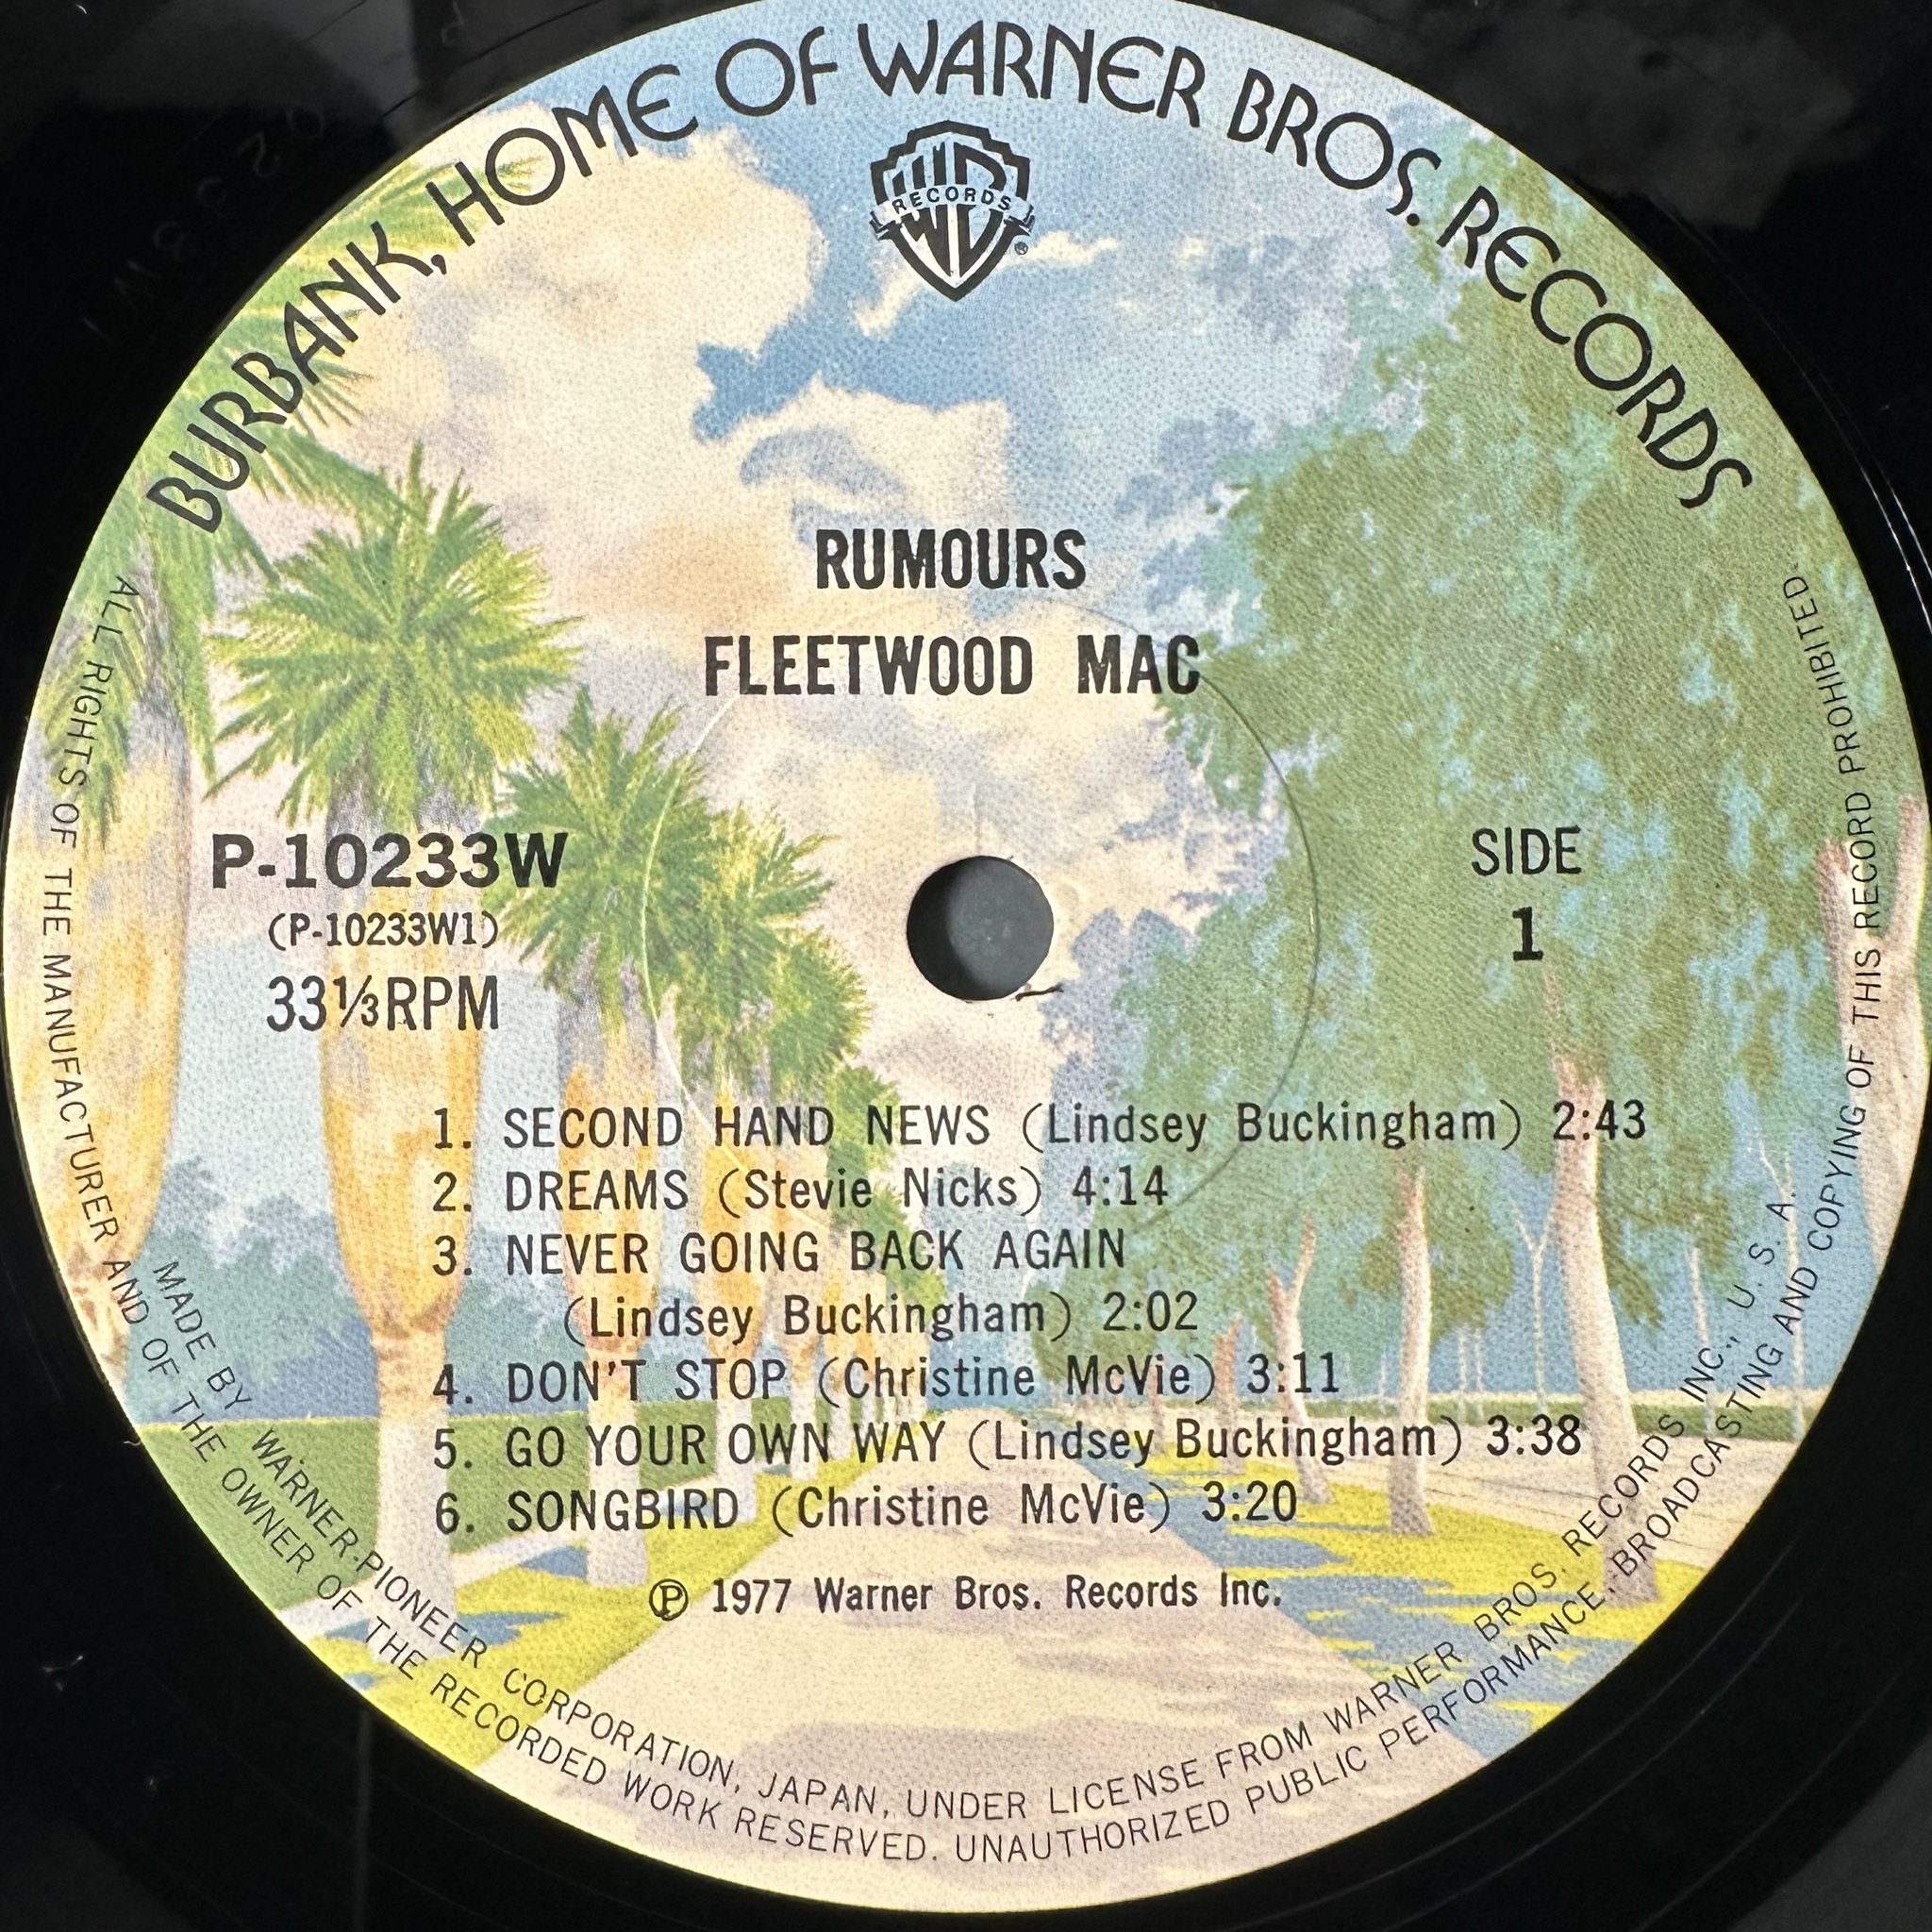 BURBANK, HOME OF WARNER BROS. RECORDS
WB
RECORDS
®
RUMOURS
FLEETWOOD MAC
P-10233W
(P-10233W1)
33⅓RPM
SIDE
1
1. SECOND HAND NEWS (Lindsey Buckingham) 2:43
2. DREAMS (Stevie Nicks) 4:14
3. NEVER GOING BACK AGAIN
(Lindsey Buckingham) 2:02
4. DON'T STOP (Christine McVie) 3:11
5. GO YOUR OWN WAY (Lindsey Buckingham) 3:38
6. SONGBIRD (Christine McVie) 3:20
℗ 1977 Warner Bros. Records Inc.
MADE BY WARNER-PIONEER CORPORATION, JAPAN, UNDER LICENSE FROM WARNER BROS. RECORDS INC., U. S. A.
ALL RIGHTS OF THE MANUFACTURER AND OF THE OWNER OF THE RECORDED WORK RESERVED. UNAUTHORIZED PUBLIC PERFORMANCE, BROADCASTING AND COPYING OF THIS RECORD PROHIBITED.